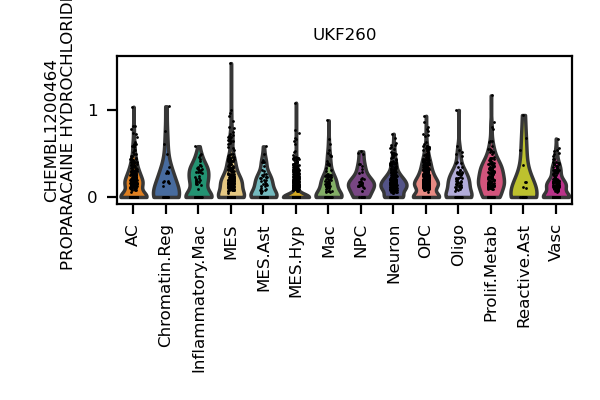 UKF260
CHEMBL1200464
PROPARACAINE HYDROCHLORID
1
0
AC
Chromatin.Reg
Inflammatory.Mac
MES
MES.Ast
MES.Hyp
Mac
NPC
Neuron
OPC
Oligo
Prolif.Metab
Reactive.Ast
Vasc